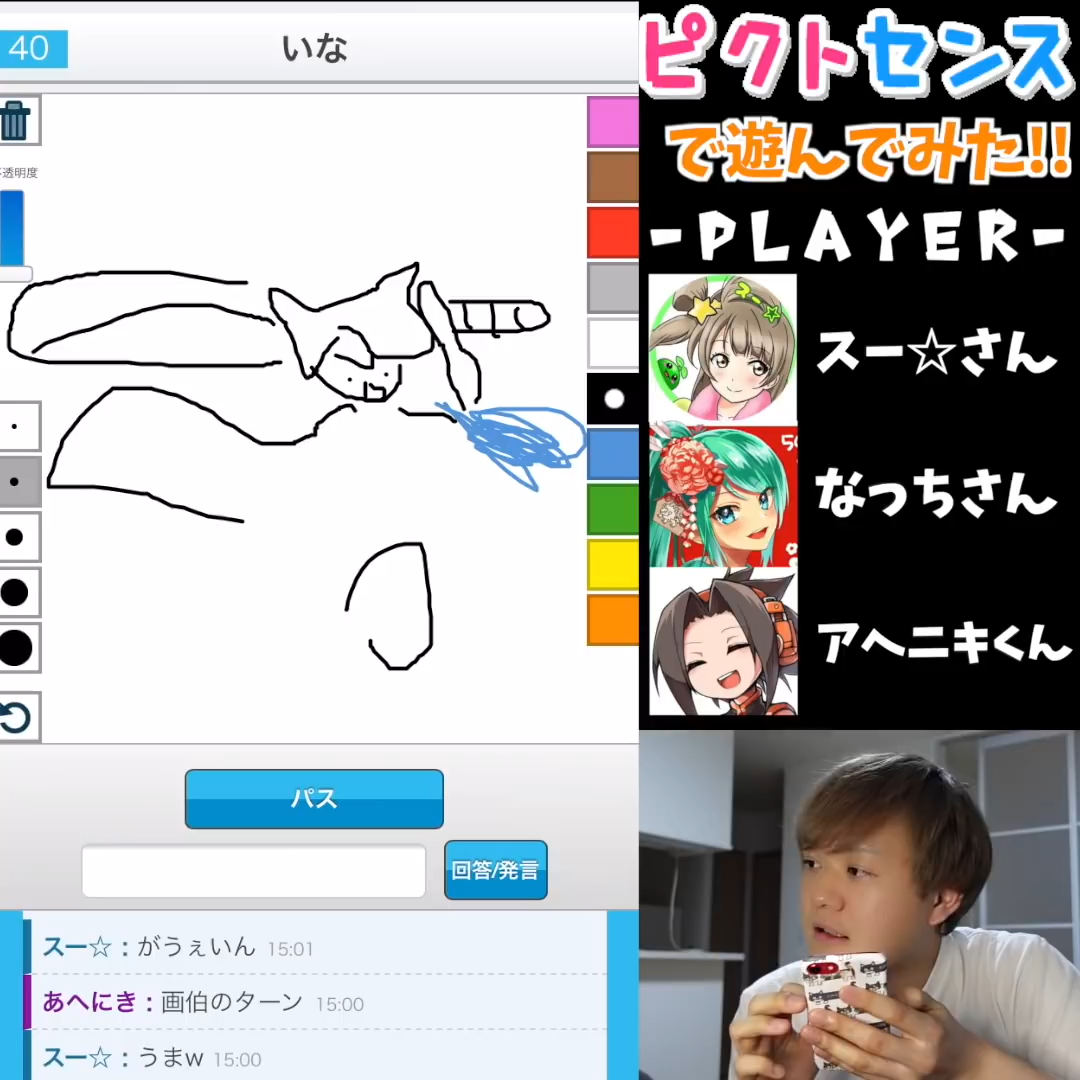 40
いな
不透明度
パス
回答/発言
スー☆：がうぇいん 15:01
あへにき：画伯のターン 15:00
スー☆：うまw 15:00
ピクトセンス
で遊んでみた!!
-PLAYER-
スー☆さん
なっちさん
アヘニキくん